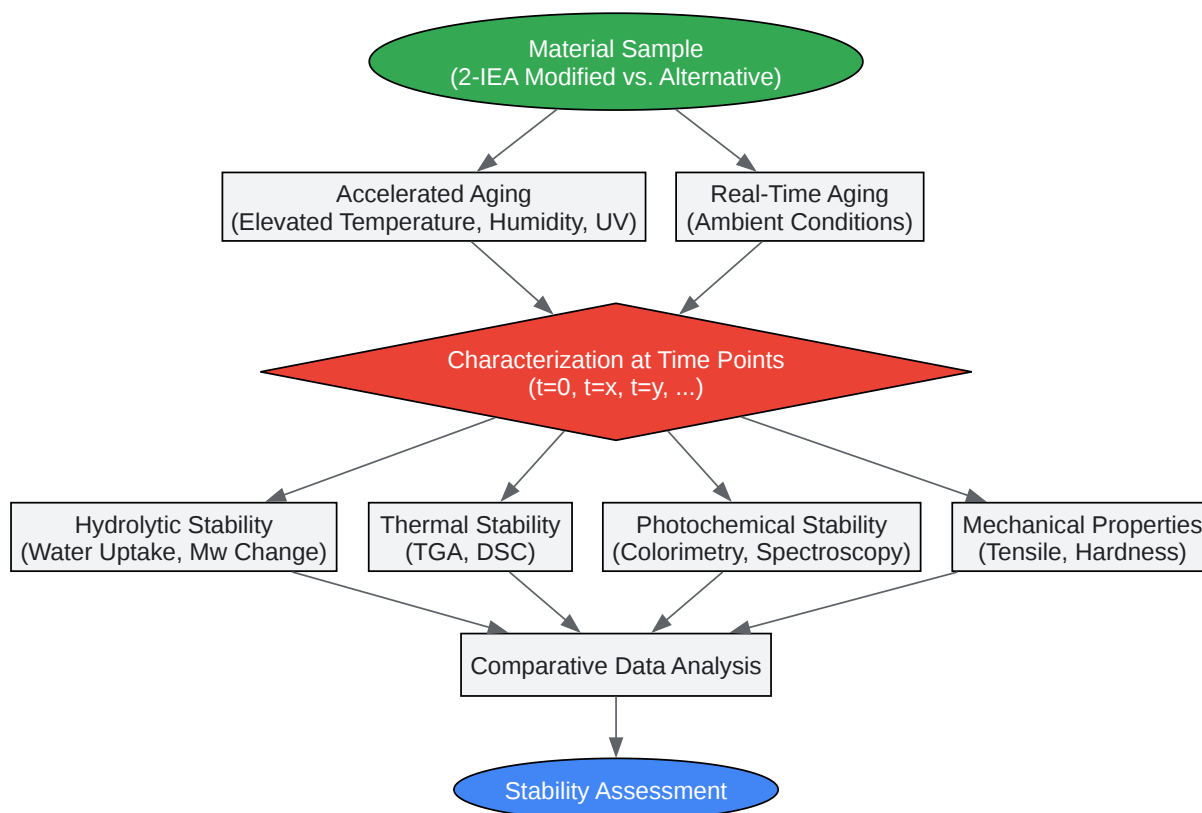 Material Sample
(2-IEA Modified vs. Alternative)
Accelerated Aging
(Elevated Temperature, Humidity, UV)
Real-Time Aging
(Ambient Conditions)
Characterization at Time Points
(t=0, t=x, t=y, ...)
Hydrolytic Stability
(Water Uptake, Mw Change)
Thermal Stability
(TGA, DSC)
Photochemical Stability
(Colorimetry, Spectroscopy)
Mechanical Properties
(Tensile, Hardness)
Comparative Data Analysis
Stability Assessment